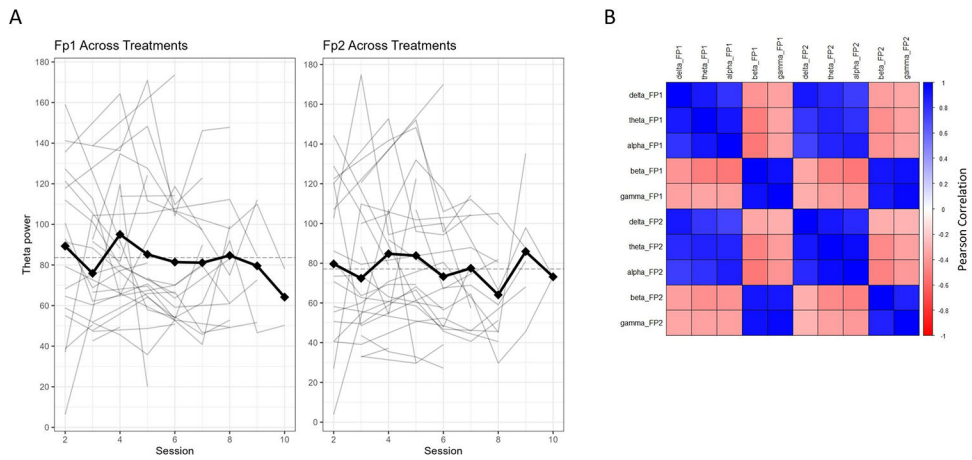 A
B
Fp1 Across Treatments
Fp2 Across Treatments
Theta power
180
160
140
120
100
80
60
40
20
0
2
4
6
8
10
Session
180
160
140
120
100
80
60
40
20
0
2
4
6
8
10
Session
delta_FP1
theta_FP1
alpha_FP1
beta_FP1
gamma_FP1
delta_FP2
theta_FP2
alpha_FP2
beta_FP2
gamma_FP2
delta_FP1
theta_FP1
alpha_FP1
beta_FP1
gamma_FP1
delta_FP2
theta_FP2
alpha_FP2
beta_FP2
gamma_FP2
1
0.8
0.6
0.4
0.2
0
-0.2
-0.4
-0.6
-0.8
-1
Pearson Correlation